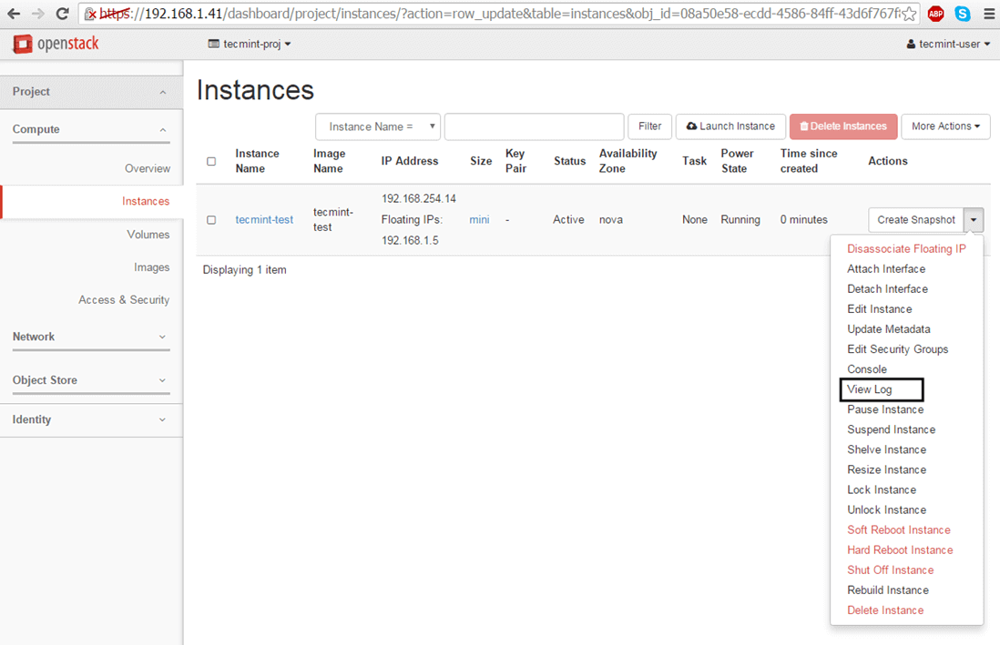 https://192.168.1.41/dashboard/project/instances/?action=row_update&table=instances&obj_id=08a50e58-ecdd-4586-84ff-43d6f767f
ABP
openstack
tecmint-proj
tecmint-user
Project
Compute
Overview
Instances
Volumes
Images
Access & Security
Network
Object Store
Identity
Instances
Instance Name =
Filter
Launch Instance
Delete Instances
More Actions
Instance Name
Image Name
IP Address
Size
Key Pair
Status
Availability Zone
Task
Power State
Time since created
Actions
tecmint-test
tecmint-
test
192.168.254.14
Floating IPs:
192.168.1.5
mini
-
Active
nova
None
Running
0 minutes
Create Snapshot
Displaying 1 item
Disassociate Floating IP
Attach Interface
Detach Interface
Edit Instance
Update Metadata
Edit Security Groups
Console
View Log
Pause Instance
Suspend Instance
Shelve Instance
Resize Instance
Lock Instance
Unlock Instance
Soft Reboot Instance
Hard Reboot Instance
Shut Off Instance
Rebuild Instance
Delete Instance